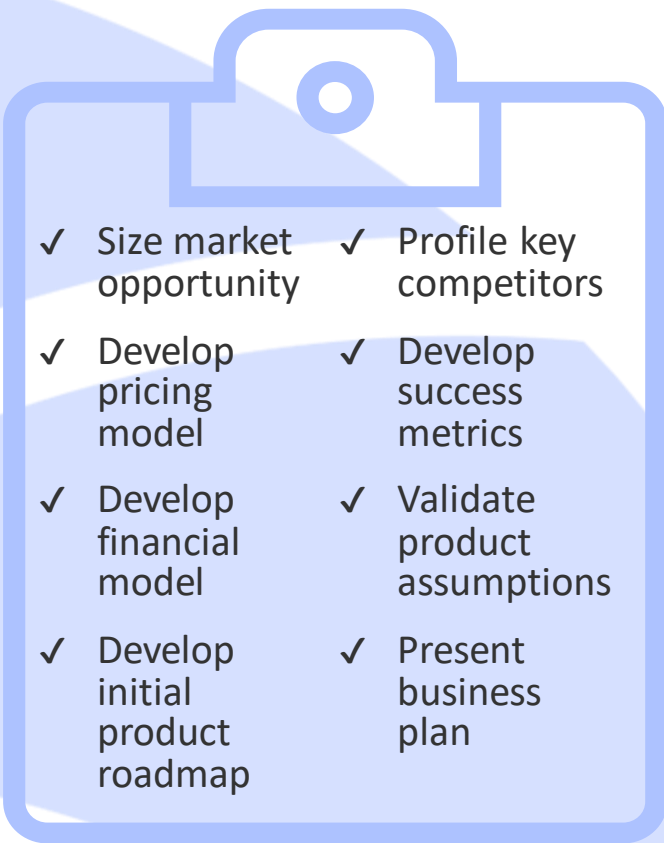 ✓ Size market
opportunity
✓ Develop
pricing
model
✓ Develop
financial
model
✓ Develop
initial
product
roadmap
✓ Profile key
competitors
✓ Develop
success
metrics
✓ Validate
product
assumptions
✓ Present
business
plan